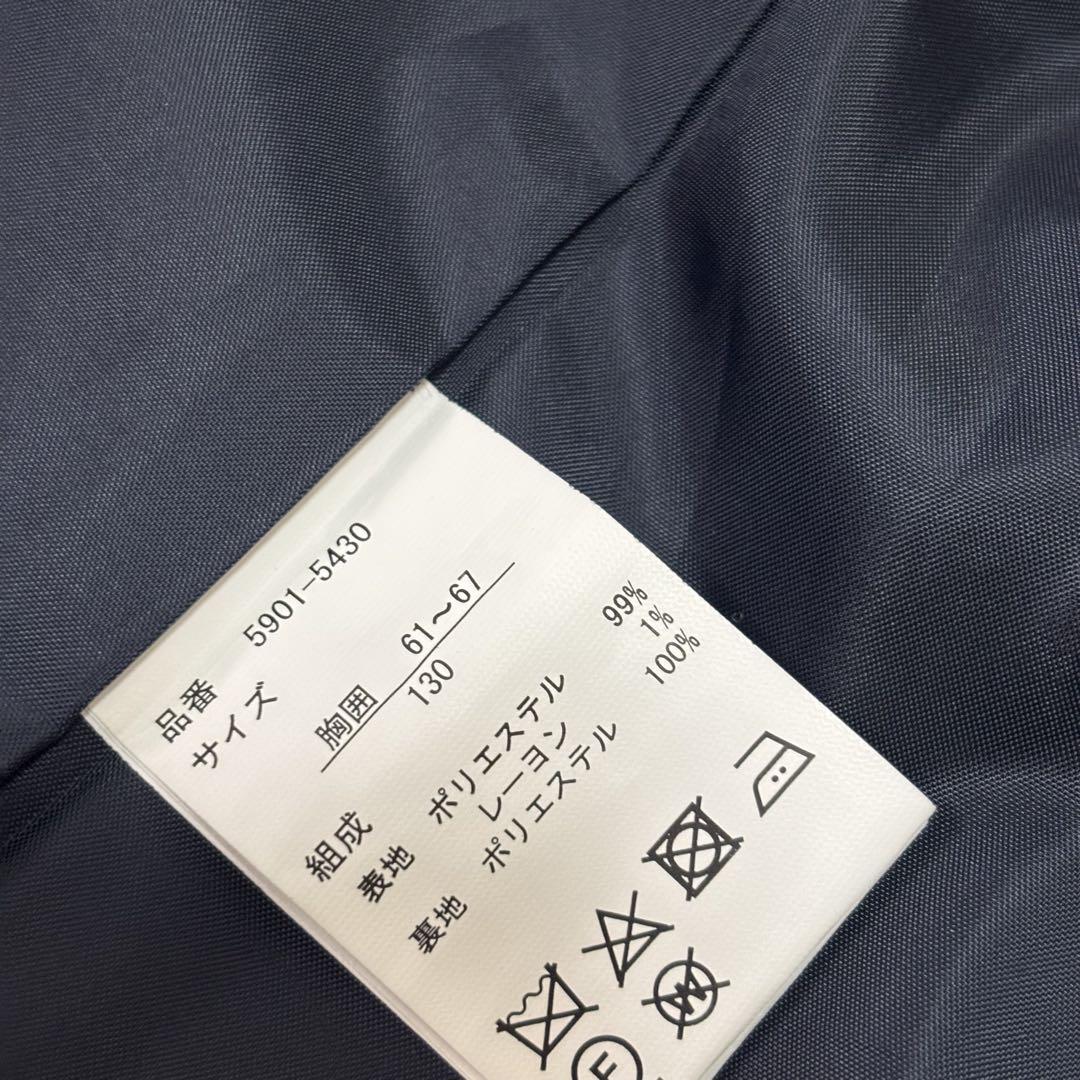 品番 5901-5430
サイズ
胸囲 61〜67
130
組成
表地 ポリエステル 99%
レーヨン 1%
裏地 ポリエステル 100%
W
F